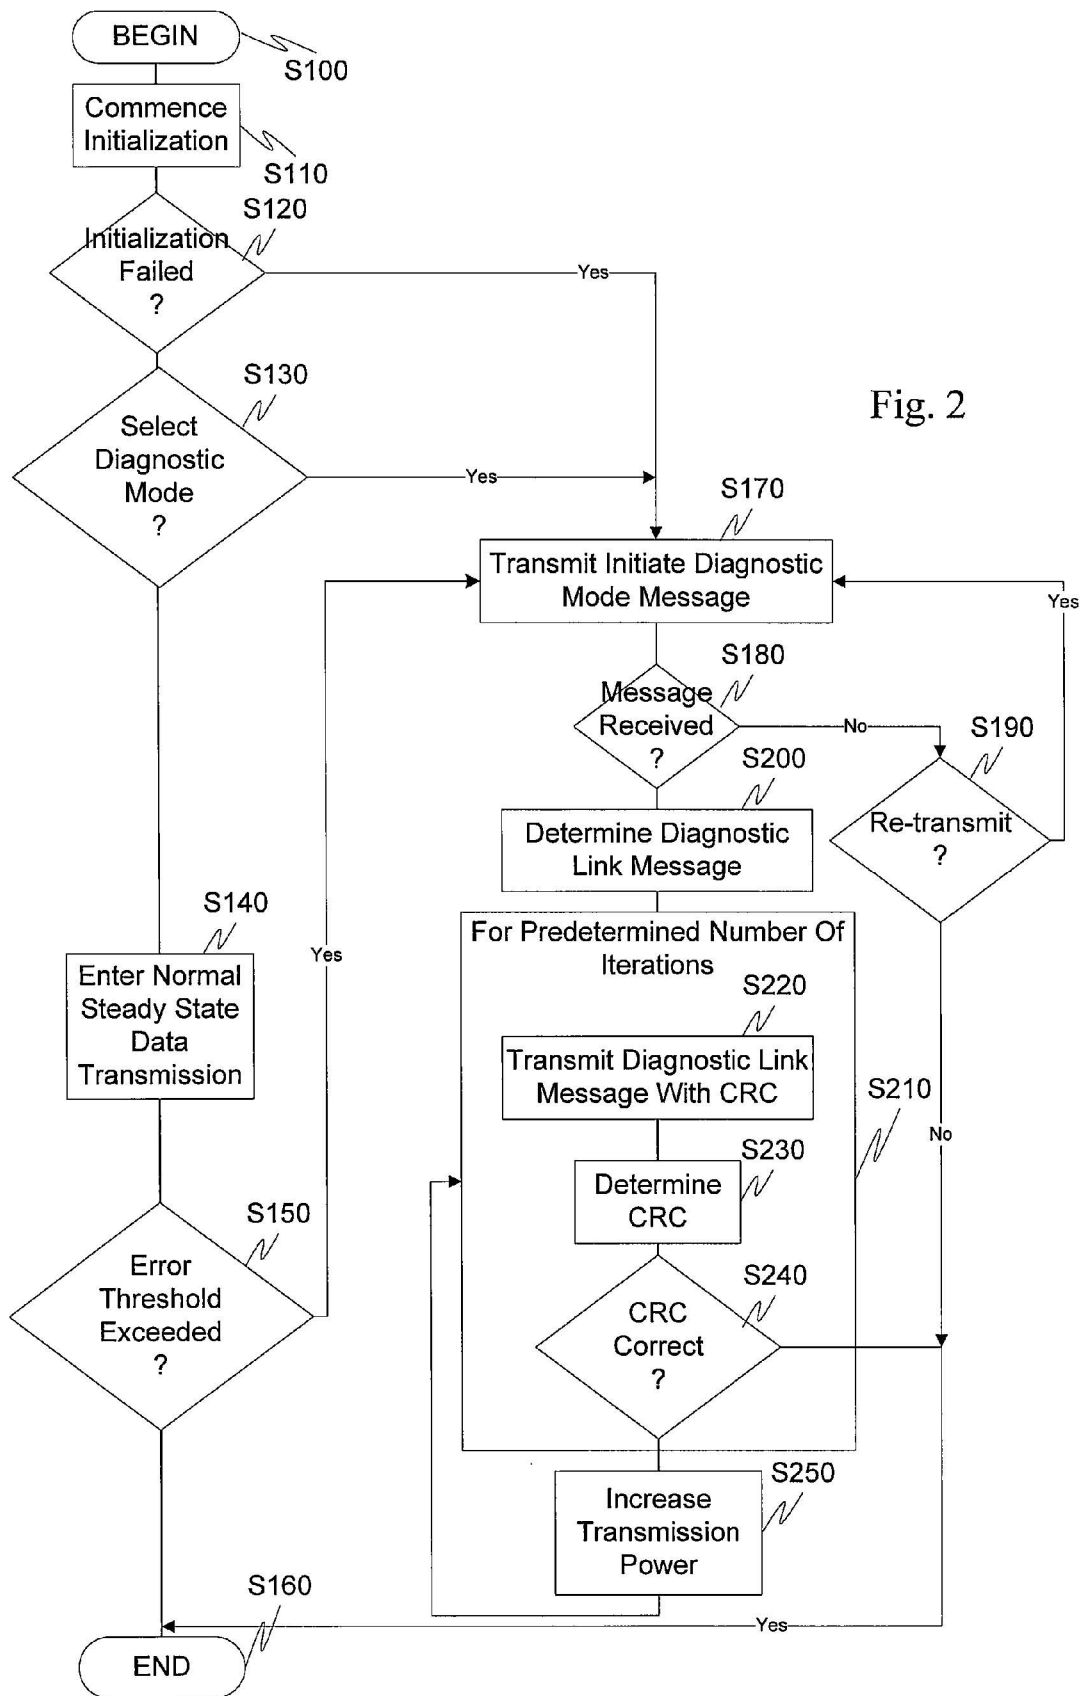 BEGIN
S100
Commence
Initialization
S110
S120
Initialization
Failed
?
Yes
S130
Select
Diagnostic
Mode
?
Yes
Fig. 2
S170
Transmit Initiate Diagnostic
Mode Message
Yes
S180
Message
Received
?
No
S190
Re-transmit
?
S200
Determine Diagnostic
Link Message
S140
Enter Normal
Steady State
Data
Transmission
Yes
For Predetermined Number Of
Iterations
S220
Transmit Diagnostic Link
Message With CRC
S210
No
S230
Determine
CRC
S150
Error
Threshold
Exceeded
?
S240
CRC
Correct
?
S250
Increase
Transmission
Power
S160
Yes
END